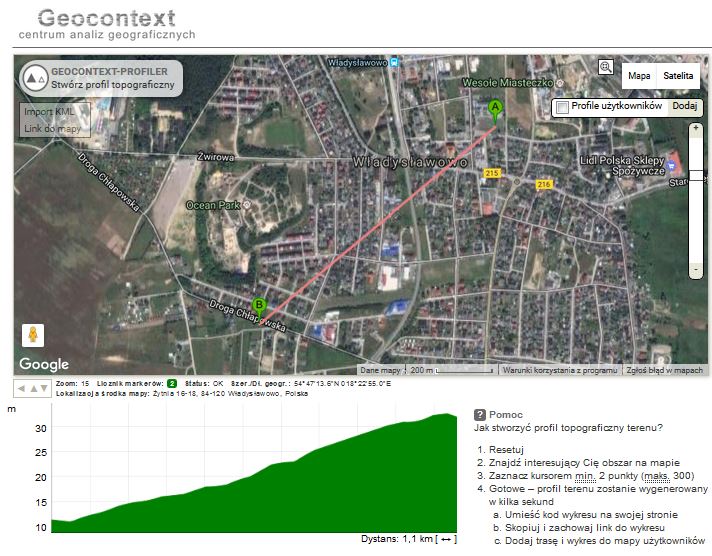 Geocontext
centrum analiz geograficznych
GEOCONTEXT-PROFILER
Stwórz profil topograficzny
Import KML
Link do mapy
Władysławowo
Wesołe Miasteczko
Mapa
Satelita
Profile użytkowników
Dodaj
A
+
Żwirowa
Władysławowo
215
216
Lidl Polska Sklepy
Spożywcze
Droga Chłapowska
Ocean Park
-
B
Droga Chłapowska
Google
Dane mapy
200 m
Warunki korzystania z programu
Zgłoś błąd w mapach
Zoom: 15 Licznik markerów: 2 Status: OK Szer./Dł. geogr.: 54°47'13.6"N 018°22'55.0"E
Lokalizacja środka mapy: Żytnia 16-18, 84-120 Władysławowo, Polska
m
30
25
20
15
10
Dystans: 1,1 km [ ↔ ]
? Pomoc
Jak stworzyć profil topograficzny terenu?
1. Resetuj
2. Znajdź interesujący Cię obszar na mapie
3. Zaznacz kursorem min. 2 punkty (maks. 300)
4. Gotowe – profil terenu zostanie wygenerowany
w kilka sekund
a. Umieść kod wykresu na swojej stronie
b. Skopiuj i zachowaj link do wykresu
c. Dodaj trasę i wykres do mapy użytkowników